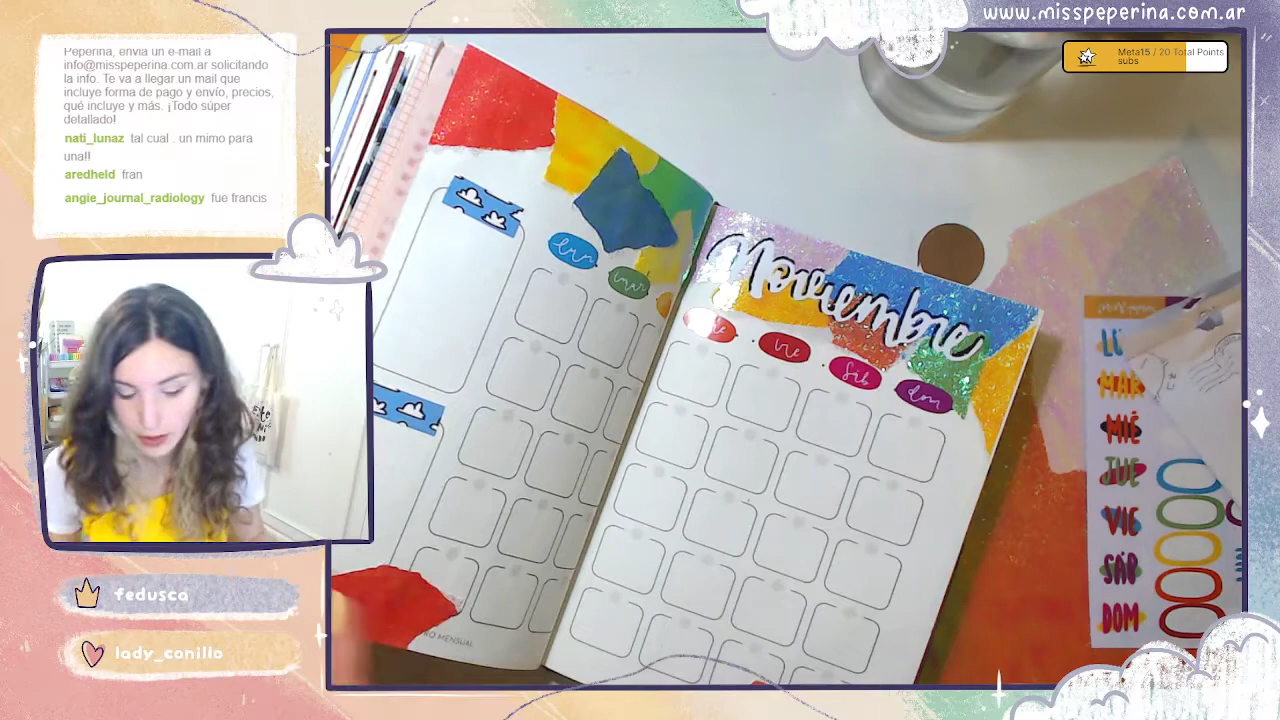 www.misspeperina.com.ar
Meta15 / 20 Total Points
subs
Peperina, envia un e-mail a
info@misspeperina.com.ar solicitando
la info. Te va a llegar un mail que
incluye forma de pago y envío, precios,
qué incluye y más. ¡Todo súper
detallado!
nati_lunaz tal cual . un mimo para
una!!
aredheld fran
angie_journal_radiology fue francis
fedusca
lady_conillo
lun
mar
Noviembre
vie
sáb
dom
MAR
MIÉ
JUE
VIE
SÁB
DOM
RO MENSUAL